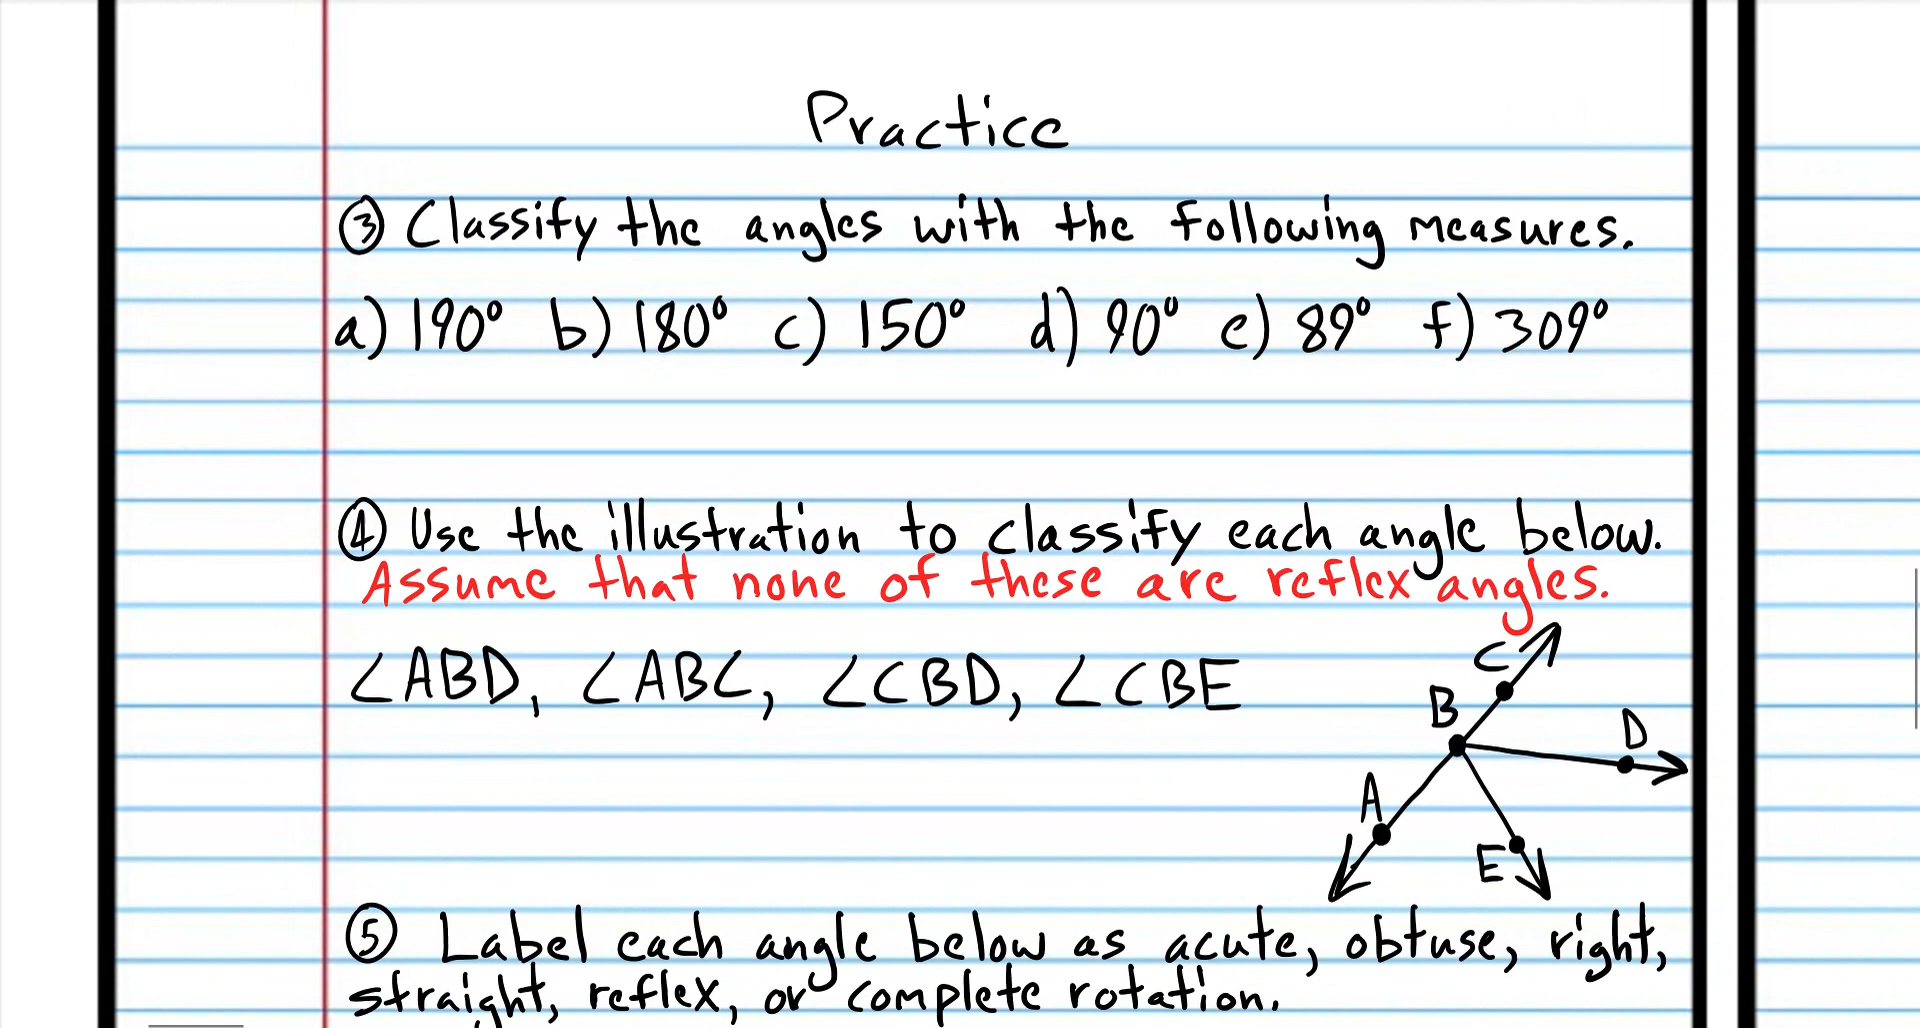 Practice
③ Classify the angles with the following measures.
a) 190° b) 180° c) 150° d) 90° e) 89° f) 309°
④ Use the illustration to classify each angle below.
Assume that none of these are reflex angles.
∠ABD, ∠ABC, ∠CBD, ∠CBE
C
B
D
A
E
⑤ Label each angle below as acute, obtuse, right,
straight, reflex, or complete rotation.